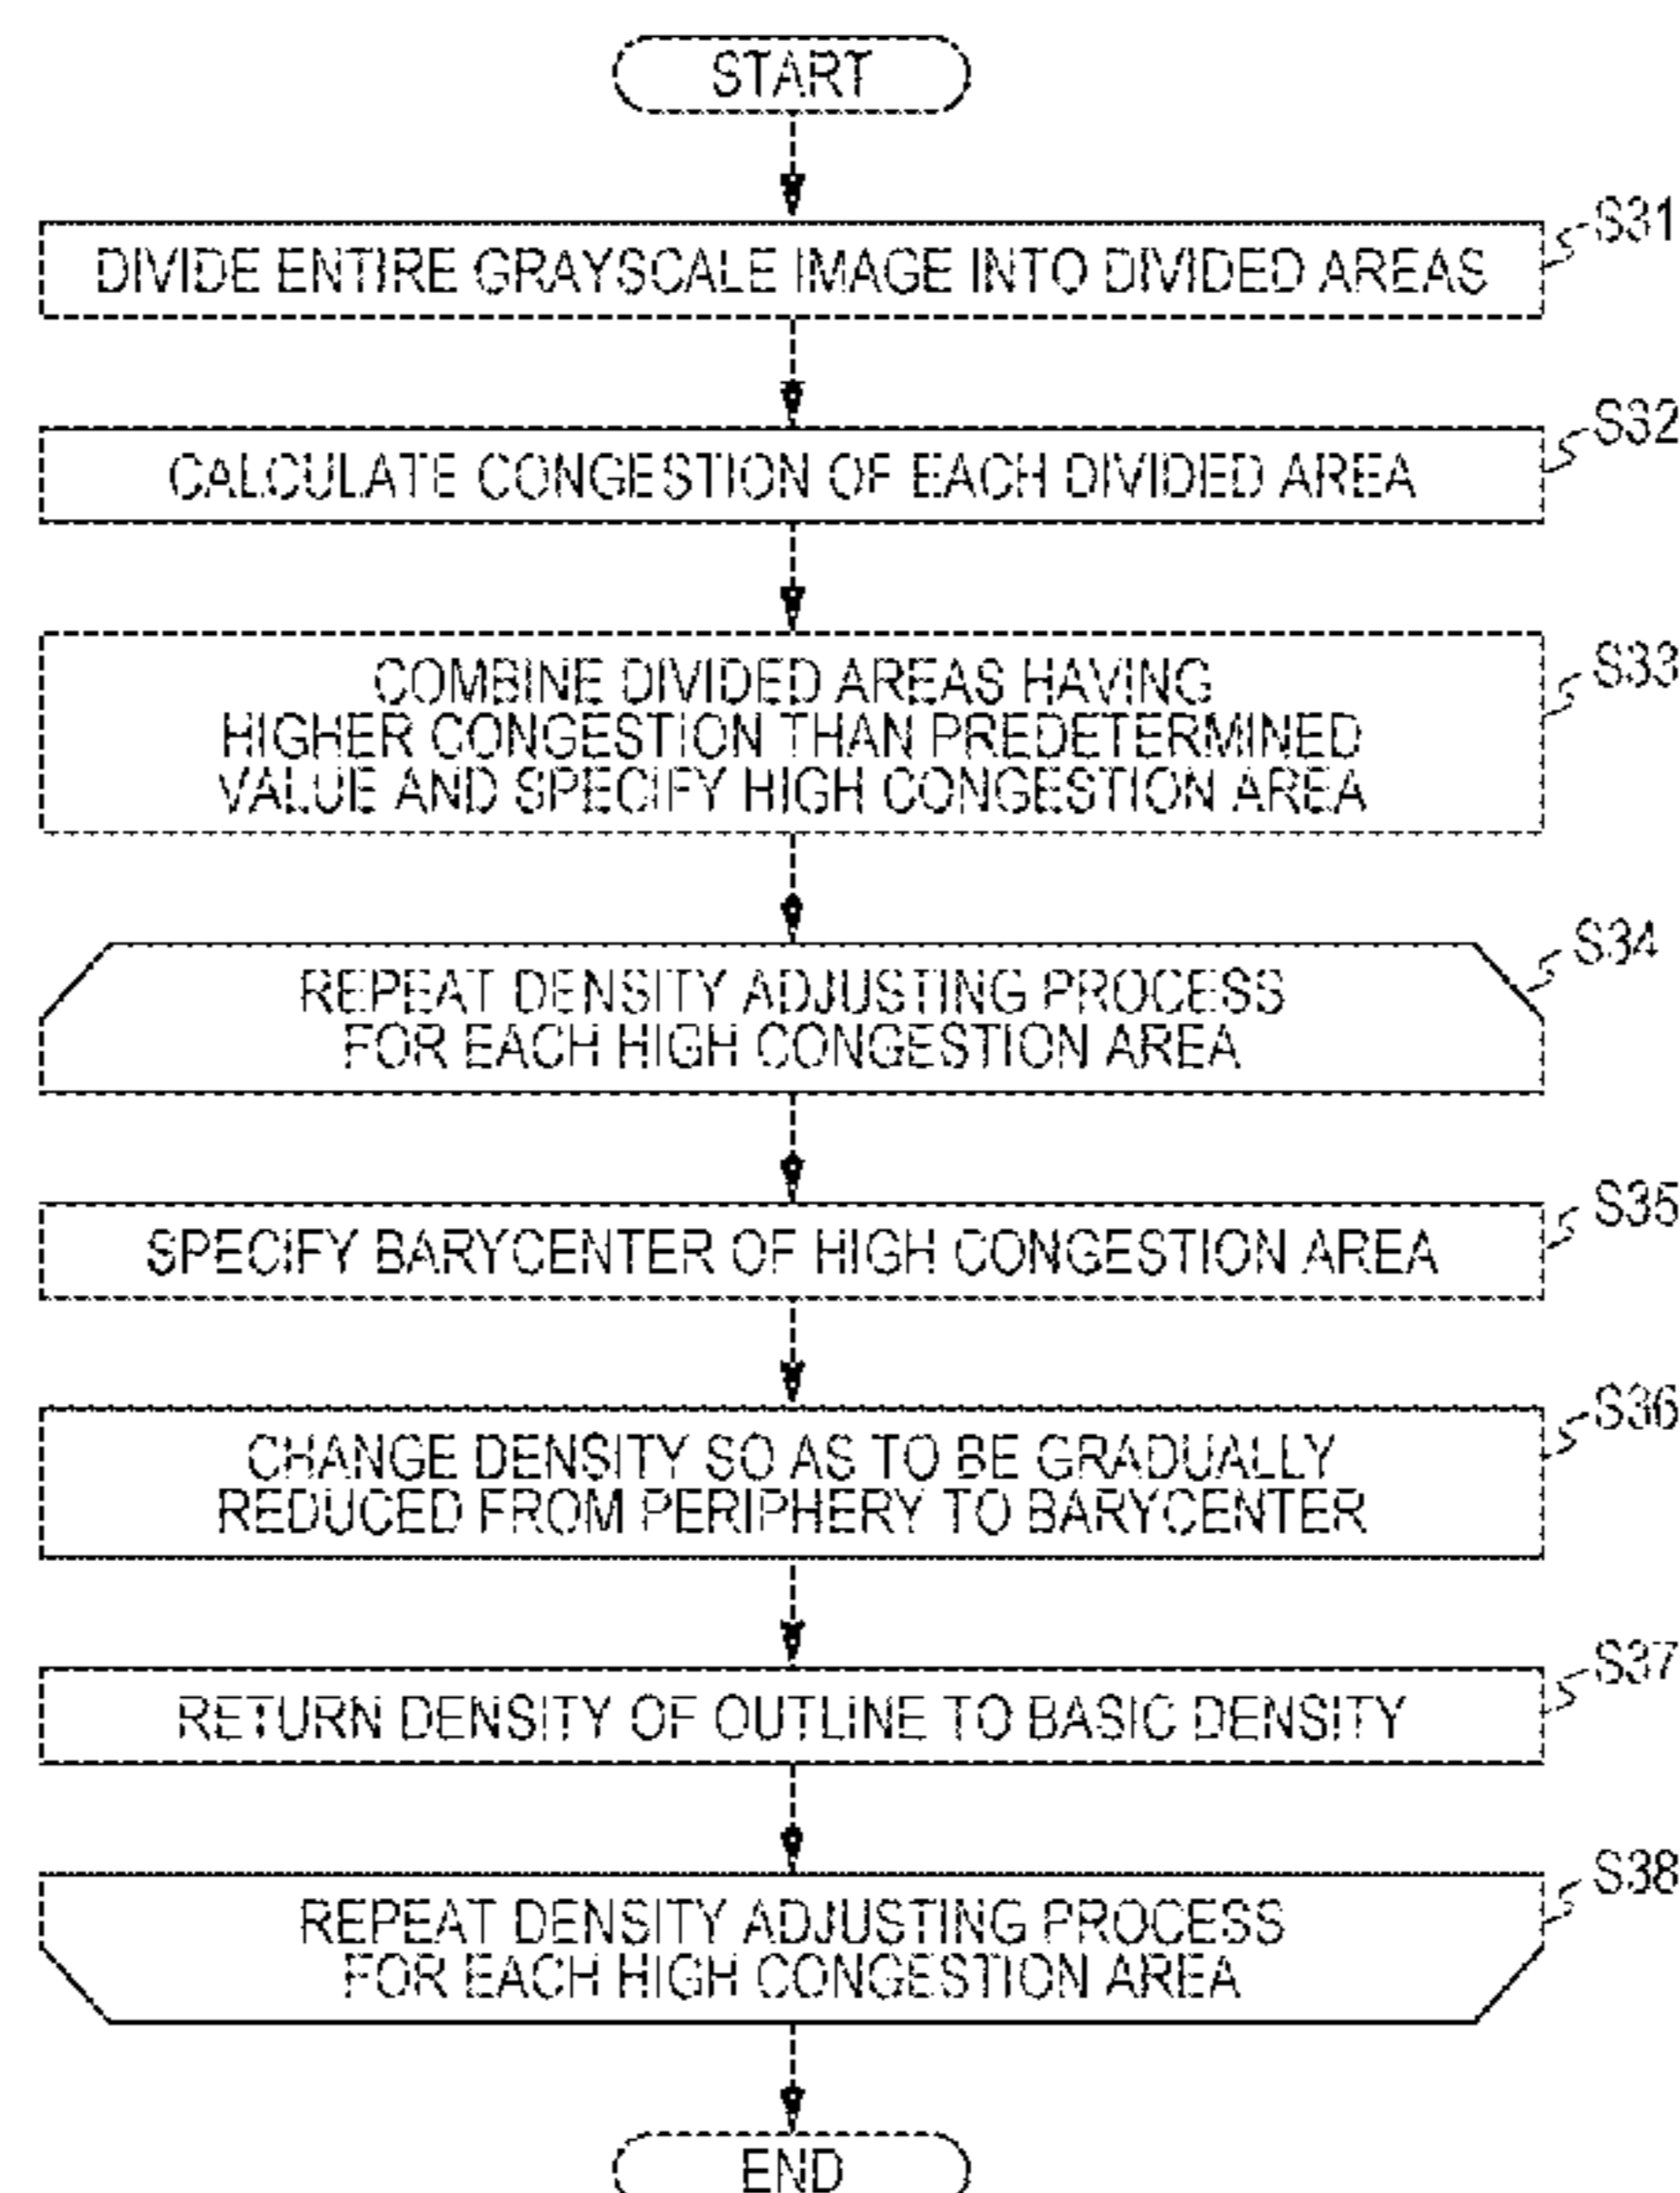 START
DIVIDE ENTIRE GRAYSCALE IMAGE INTO DIVIDED AREAS
S31
CALCULATE CONGESTION OF EACH DIVIDED AREA
S32
COMBINE DIVIDED AREAS HAVING
HIGHER CONGESTION THAN PREDETERMINED
VALUE AND SPECIFY HIGH CONGESTION AREA
S33
REPEAT DENSITY ADJUSTING PROCESS
FOR EACH HIGH CONGESTION AREA
S34
SPECIFY BARYCENTER OF HIGH CONGESTION AREA
S35
CHANGE DENSITY SO AS TO BE GRADUALLY
REDUCED FROM PERIPHERY TO BARYCENTER
S36
RETURN DENSITY OF OUTLINE TO BASIC DENSITY
S37
REPEAT DENSITY ADJUSTING PROCESS
FOR EACH HIGH CONGESTION AREA
S38
END